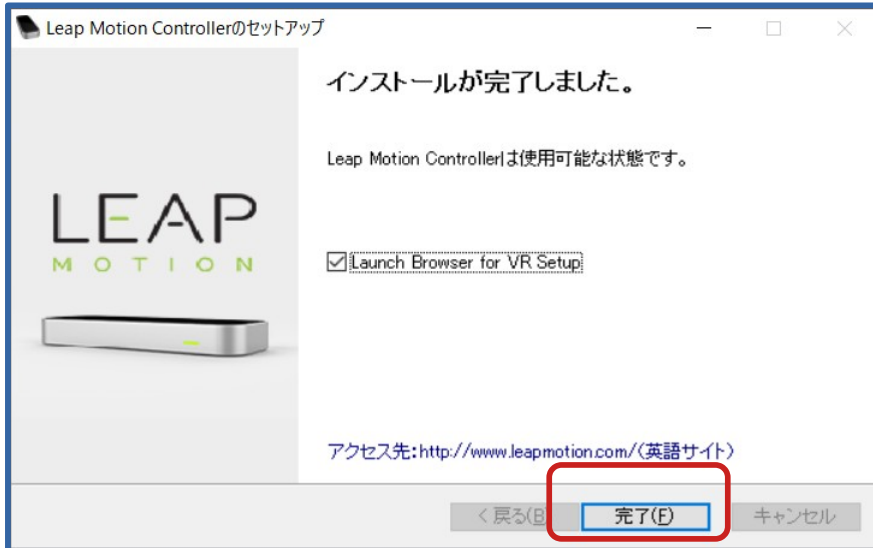 Leap Motion Controllerのセットアップ
インストールが完了しました。
Leap Motion Controllerは使用可能な状態です。
LEAP
MOTION
Launch Browser for VR Setup
アクセス先:http://www.leapmotion.com/(英語サイト)
< 戻る(B) 完了(F) キャンセル